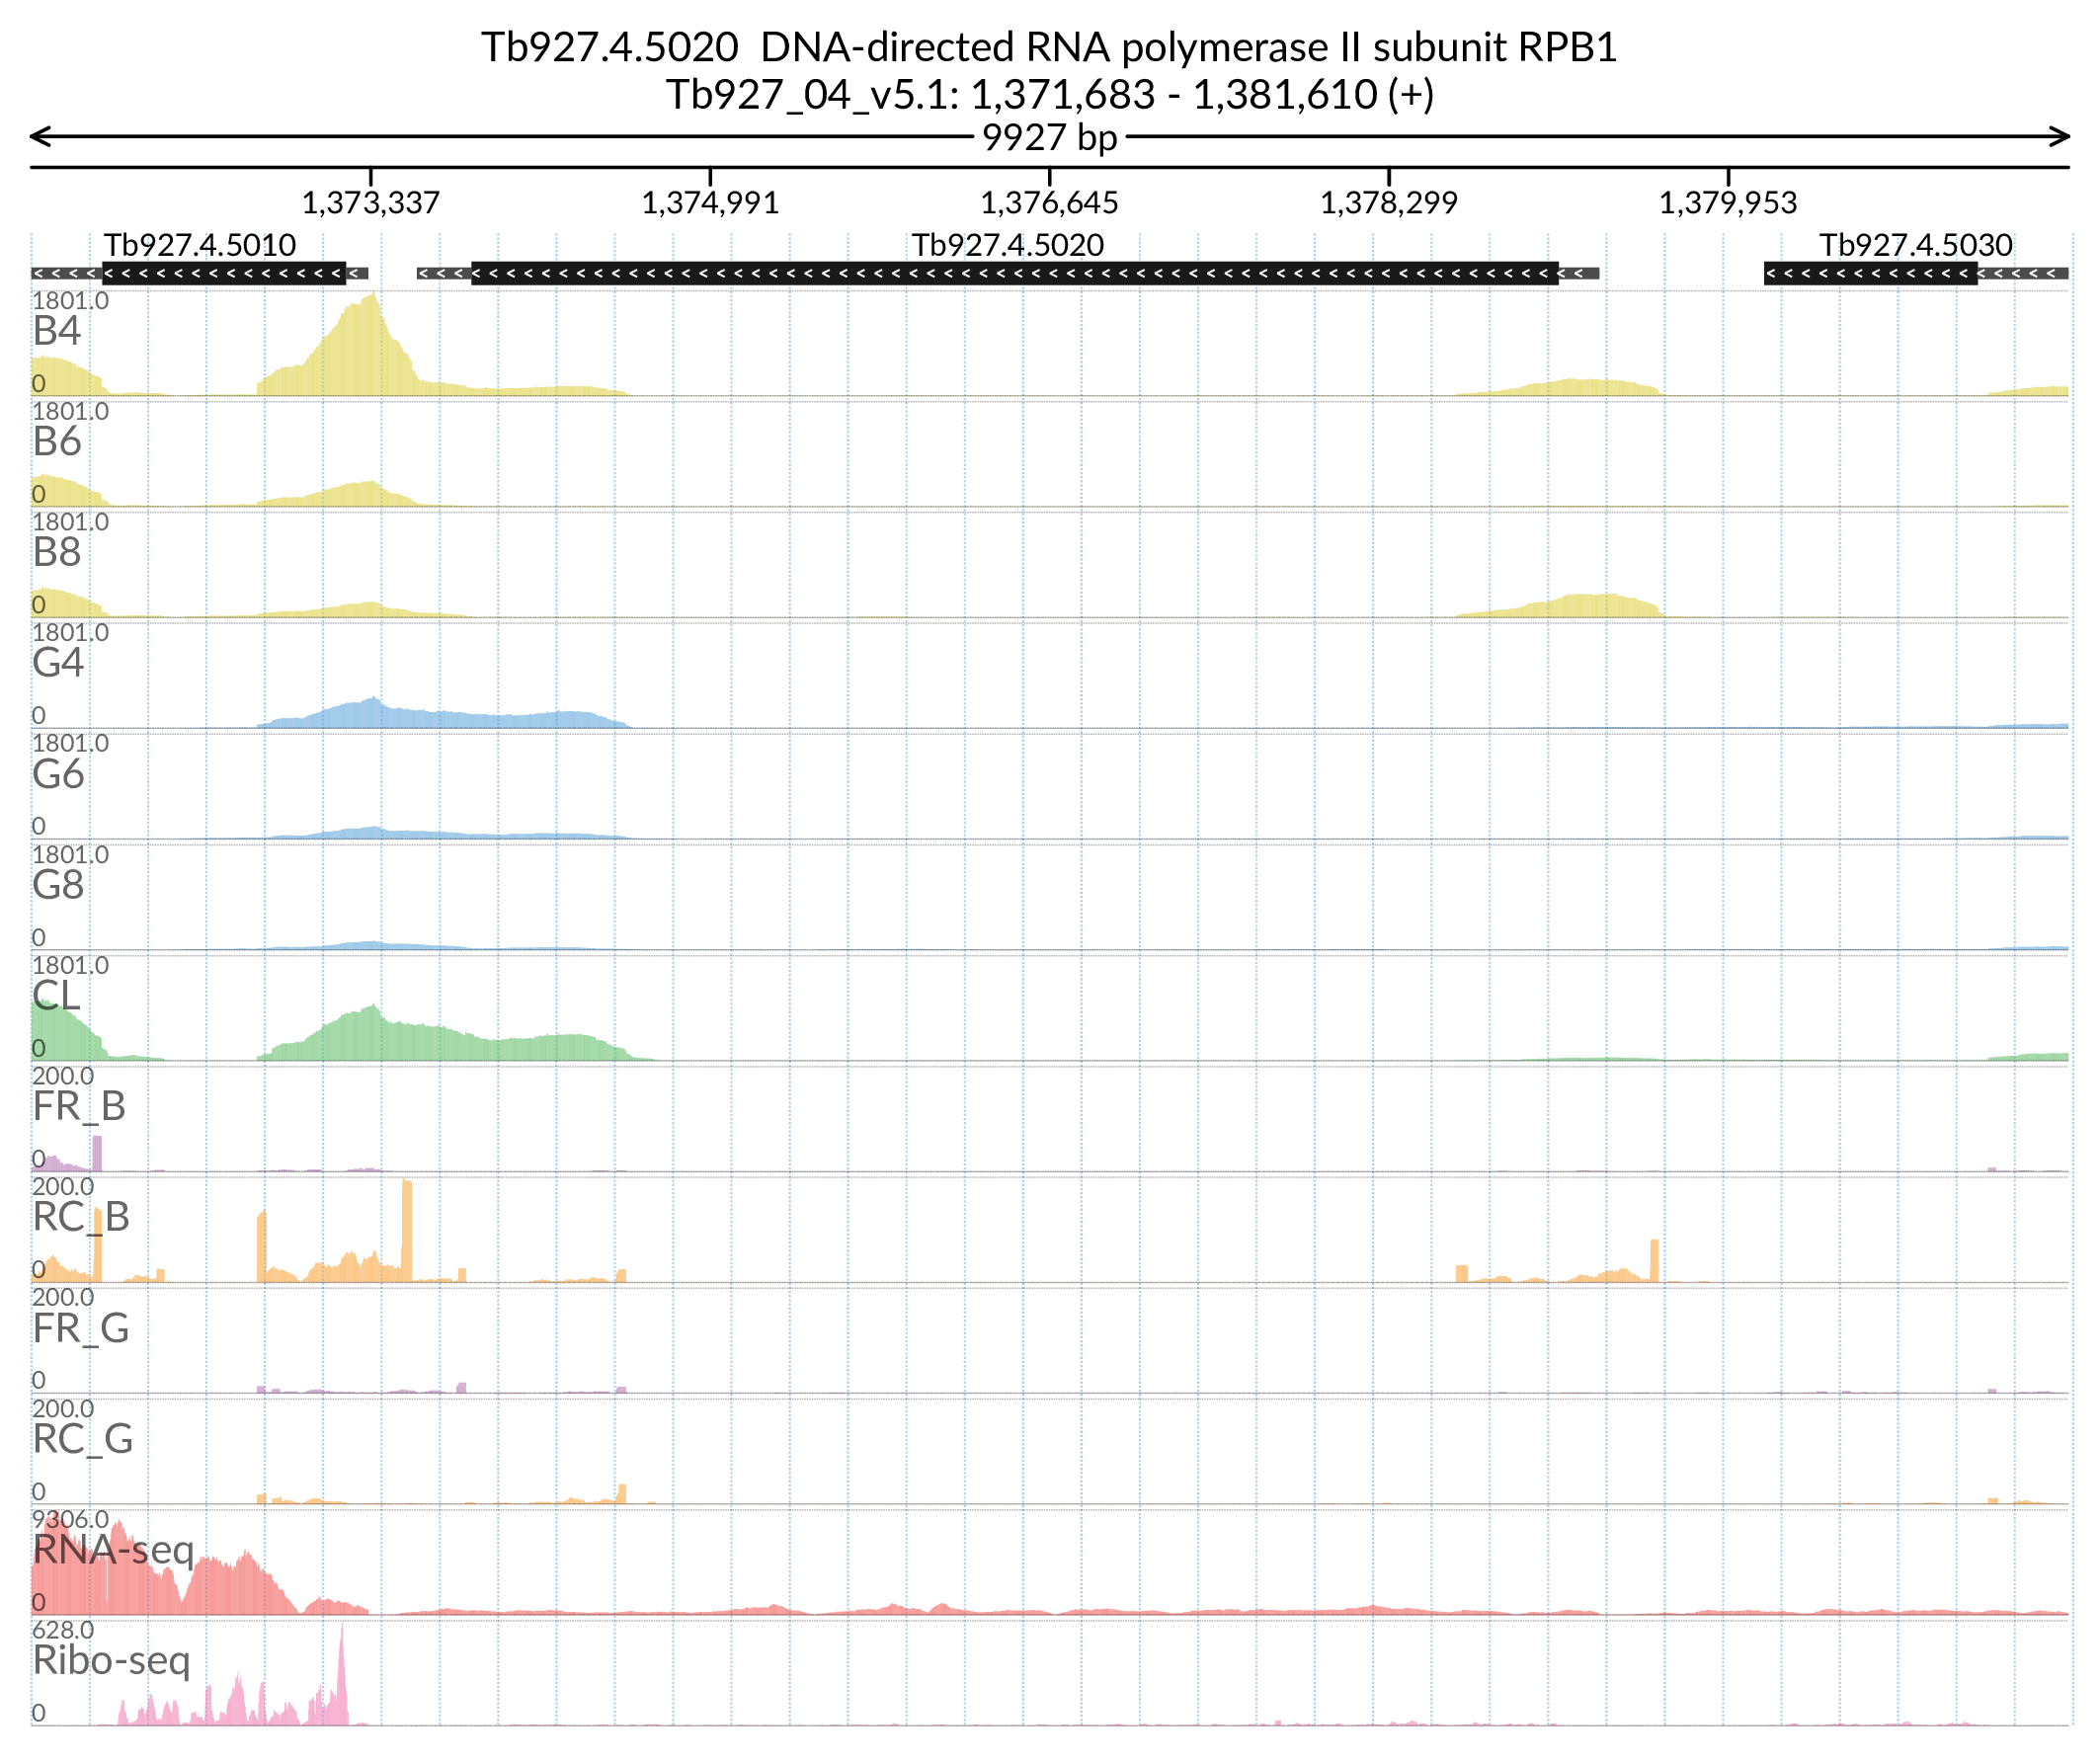 Tb927.4.5020 DNA-directed RNA polymerase II subunit RPB1
Tb927_04_v5.1: 1,371,683 - 1,381,610 (+)
9927 bp
1,373,337 1,374,991 1,376,645 1,378,299 1,379,953
Tb927.4.5010 Tb927.4.5020 Tb927.4.5030
1801.0
B4
0
1801.0
B6
0
1801.0
B8
0
1801.0
G4
0
1801.0
G6
0
1801.0
G8
0
1801.0
CL
0
200.0
FR_B
0
200.0
RC_B
0
200.0
FR_G
0
200.0
RC_G
0
9306.0
RNA-seq
0
628.0
Ribo-seq
0